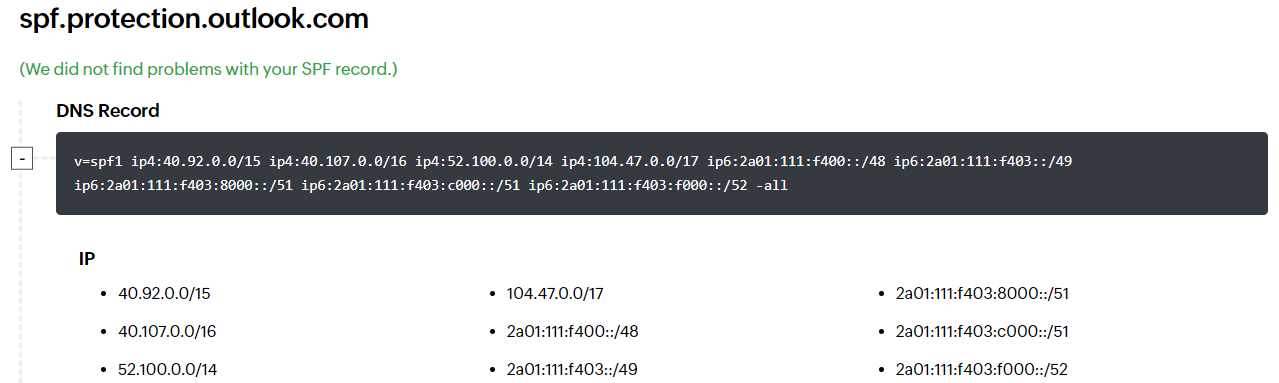 spf.protection.outlook.com
(We did not find problems with your SPF record.)
DNS Record
-
v=spf1 ip4:40.92.0.0/15 ip4:40.107.0.0/16 ip4:52.100.0.0/14 ip4:104.47.0.0/17 ip6:2a01:111:f400::/48 ip6:2a01:111:f403::/49
ip6:2a01:111:f403:8000::/51 ip6:2a01:111:f403:c000::/51 ip6:2a01:111:f403:f000::/52 -all
IP
• 40.92.0.0/15
• 40.107.0.0/16
• 52.100.0.0/14
• 104.47.0.0/17
• 2a01:111:f400::/48
• 2a01:111:f403::/49
• 2a01:111:f403:8000::/51
• 2a01:111:f403:c000::/51
• 2a01:111:f403:f000::/52